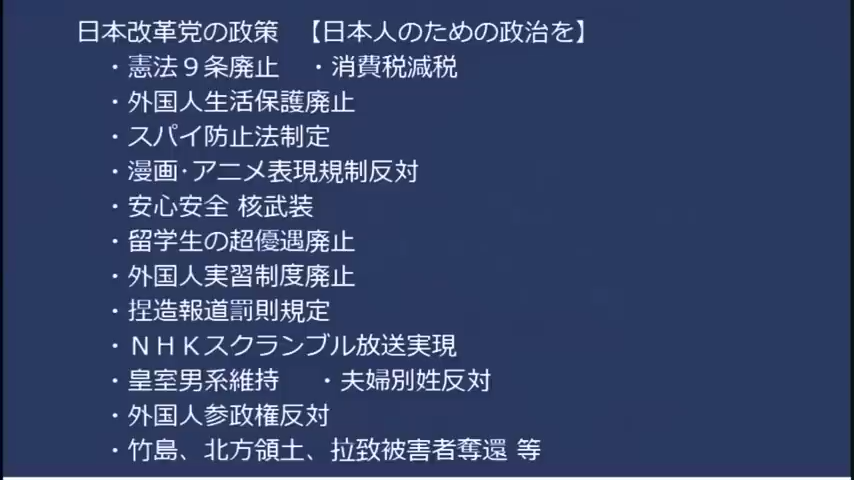 日本改革党の政策　【日本人のための政治を】
・憲法９条廃止　・消費税減税
・外国人生活保護廃止
・スパイ防止法制定
・漫画･アニメ表現規制反対
・安心安全 核武装
・留学生の超優遇廃止
・外国人実習制度廃止
・捏造報道罰則規定
・ＮＨＫスクランブル放送実現
・皇室男系維持　・夫婦別姓反対
・外国人参政権反対
・竹島、北方領土、拉致被害者奪還 等